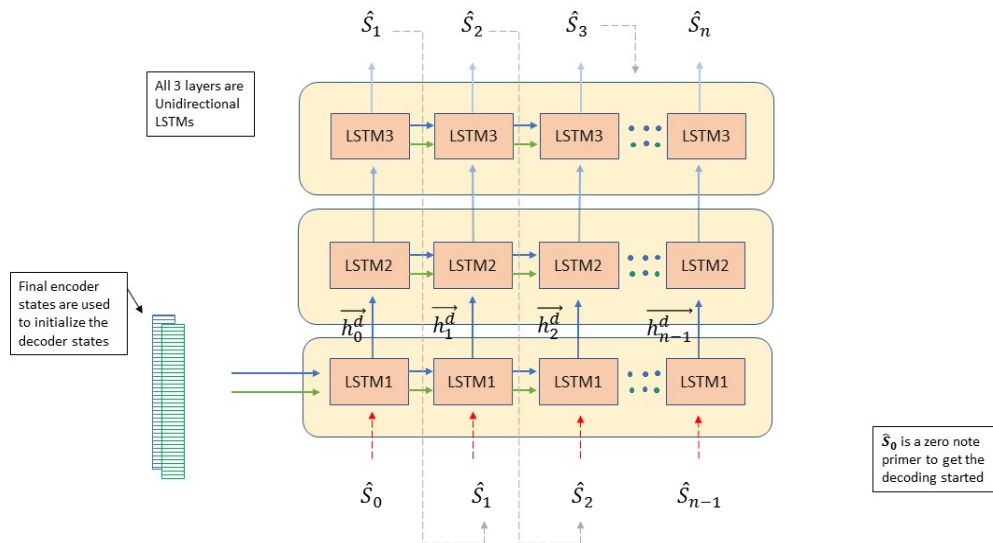 Ŝ₁ Ŝ₂ Ŝ₃ Ŝₙ
All 3 layers are
Unidirectional
LSTMs
LSTM3 LSTM3 LSTM3 LSTM3
LSTM2 LSTM2 LSTM2 LSTM2
Final encoder
states are used
to initialize the
decoder states
h₀ᵈ h₁ᵈ h₂ᵈ hₙ₋₁ᵈ
LSTM1 LSTM1 LSTM1 LSTM1
Ŝ₀ Ŝ₁ Ŝ₂ Ŝₙ₋₁
Ŝ₀ is a zero note
primer to get the
decoding started